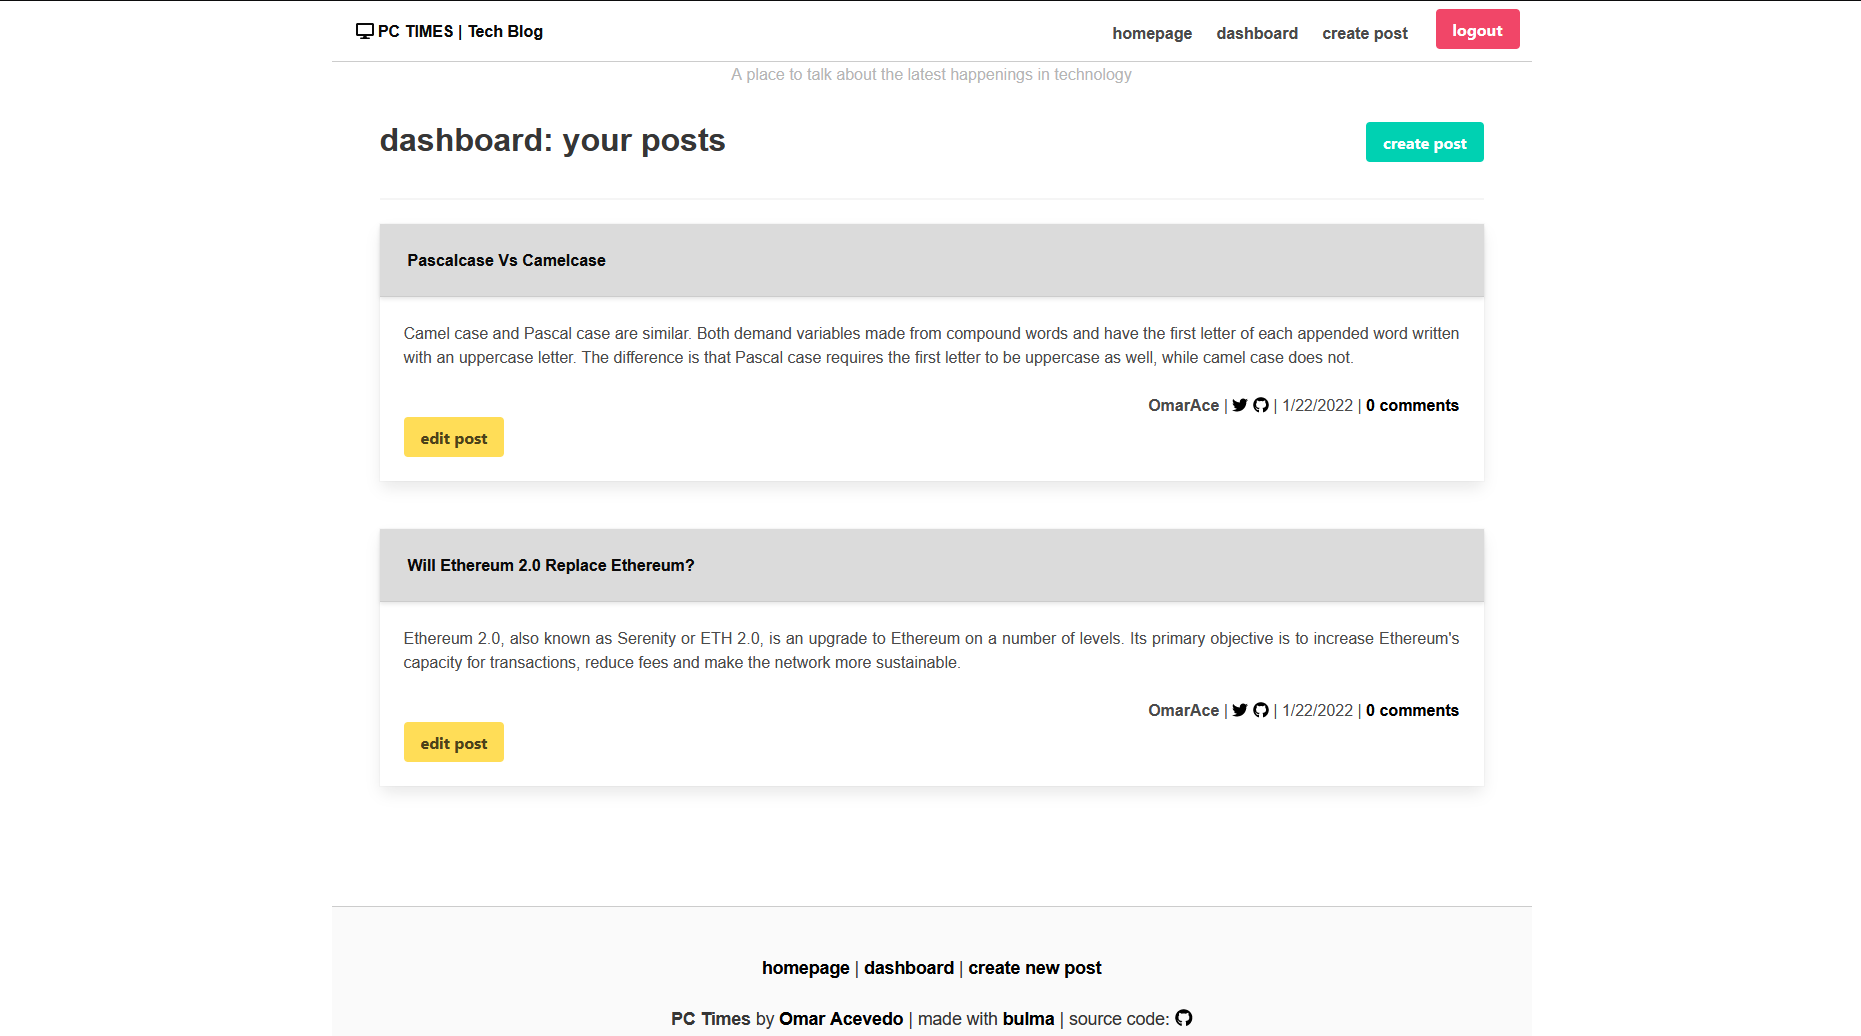 PC TIMES | Tech Blog
homepage dashboard create post logout
A place to talk about the latest happenings in technology
dashboard: your posts
create post
Pascalcase Vs Camelcase
Camel case and Pascal case are similar. Both demand variables made from compound words and have the first letter of each appended word written
with an uppercase letter. The difference is that Pascal case requires the first letter to be uppercase as well, while camel case does not.
OmarAce | | 1/22/2022 | 0 comments
edit post
Will Ethereum 2.0 Replace Ethereum?
Ethereum 2.0, also known as Serenity or ETH 2.0, is an upgrade to Ethereum on a number of levels. Its primary objective is to increase Ethereum's
capacity for transactions, reduce fees and make the network more sustainable.
OmarAce | | 1/22/2022 | 0 comments
edit post
homepage | dashboard | create new post
PC Times by Omar Acevedo | made with bulma | source code: